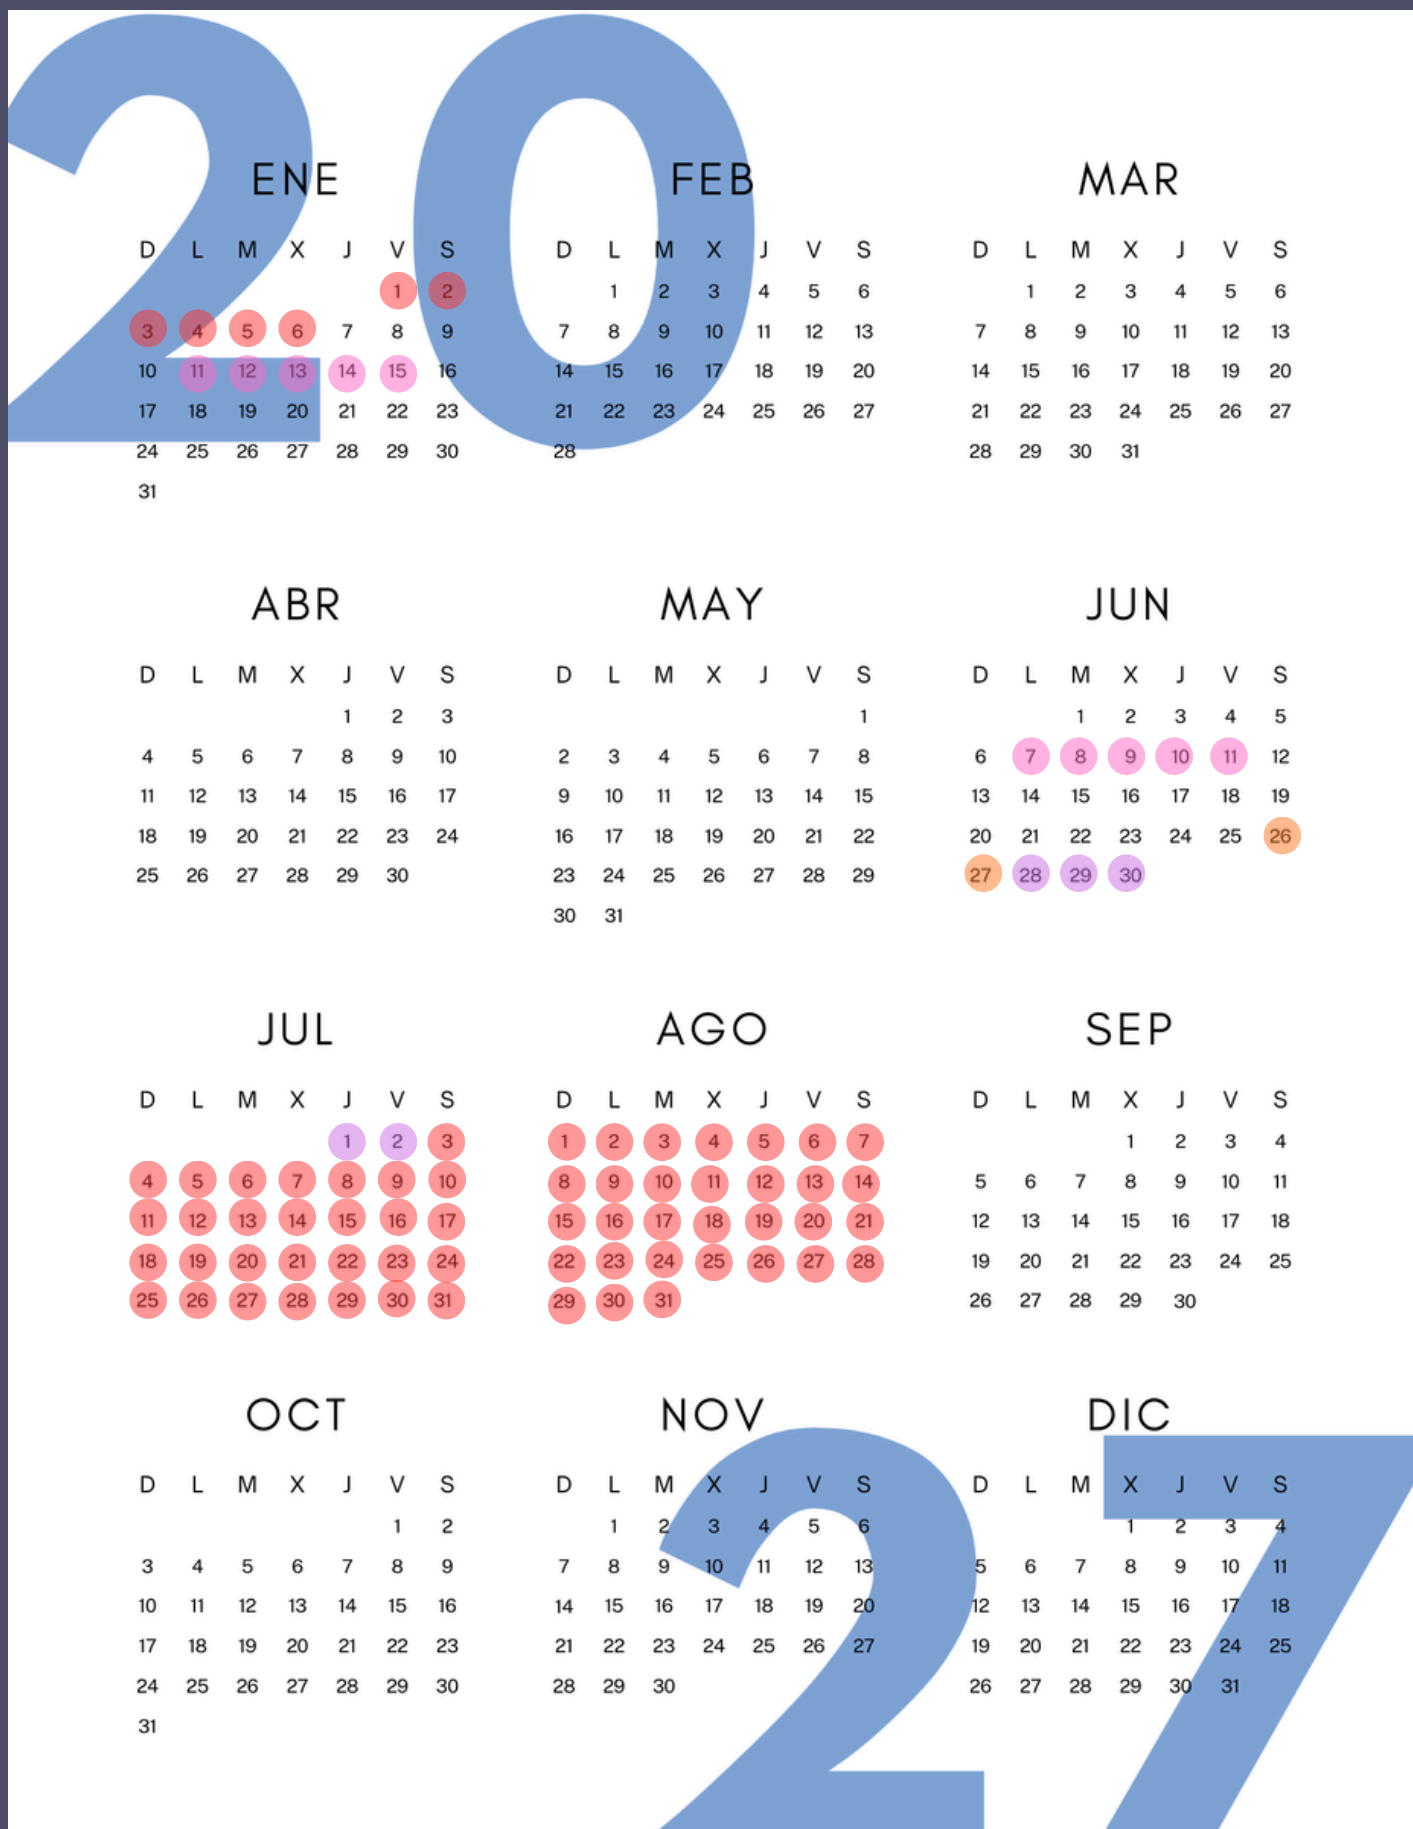 20
ENE FEB MAR
D L M X J V S D L M X J V S D L M X J V S
1 2 1 2 3 4 5 6 1 2 3 4 5 6
3 4 5 6 7 8 9 7 8 9 10 11 12 13 7 8 9 10 11 12 13
10 11 12 13 14 15 16 14 15 16 17 18 19 20 14 15 16 17 18 19 20
17 18 19 20 21 22 23 21 22 23 24 25 26 27 21 22 23 24 25 26 27
24 25 26 27 28 29 30 28 28 29 30 31
31
ABR MAY JUN
D L M X J V S D L M X J V S D L M X J V S
1 2 3 1 1 2 3 4 5
4 5 6 7 8 9 10 2 3 4 5 6 7 8 6 7 8 9 10 11 12
11 12 13 14 15 16 17 9 10 11 12 13 14 15 13 14 15 16 17 18 19
18 19 20 21 22 23 24 16 17 18 19 20 21 22 20 21 22 23 24 25 26
25 26 27 28 29 30 23 24 25 26 27 28 29 27 28 29 30
30 31
JUL AGO SEP
D L M X J V S D L M X J V S D L M X J V S
1 2 3 1 2 3 4 5 6 7 1 2 3 4
4 5 6 7 8 9 10 8 9 10 11 12 13 14 5 6 7 8 9 10 11
11 12 13 14 15 16 17 15 16 17 18 19 20 21 12 13 14 15 16 17 18
18 19 20 21 22 23 24 22 23 24 25 26 27 28 19 20 21 22 23 24 25
25 26 27 28 29 30 31 29 30 31 26 27 28 29 30
OCT NOV DIC
D L M X J V S D L M X J V S D L M X J V S
1 2 1 2 3 4 5 6 1 2 3 4
3 4 5 6 7 8 9 7 8 9 10 11 12 13 5 6 7 8 9 10 11
10 11 12 13 14 15 16 14 15 16 17 18 19 20 12 13 14 15 16 17 18
17 18 19 20 21 22 23 21 22 23 24 25 26 27 19 20 21 22 23 24 25
24 25 26 27 28 29 30 28 29 30 26 27 28 29 30 31
31
27